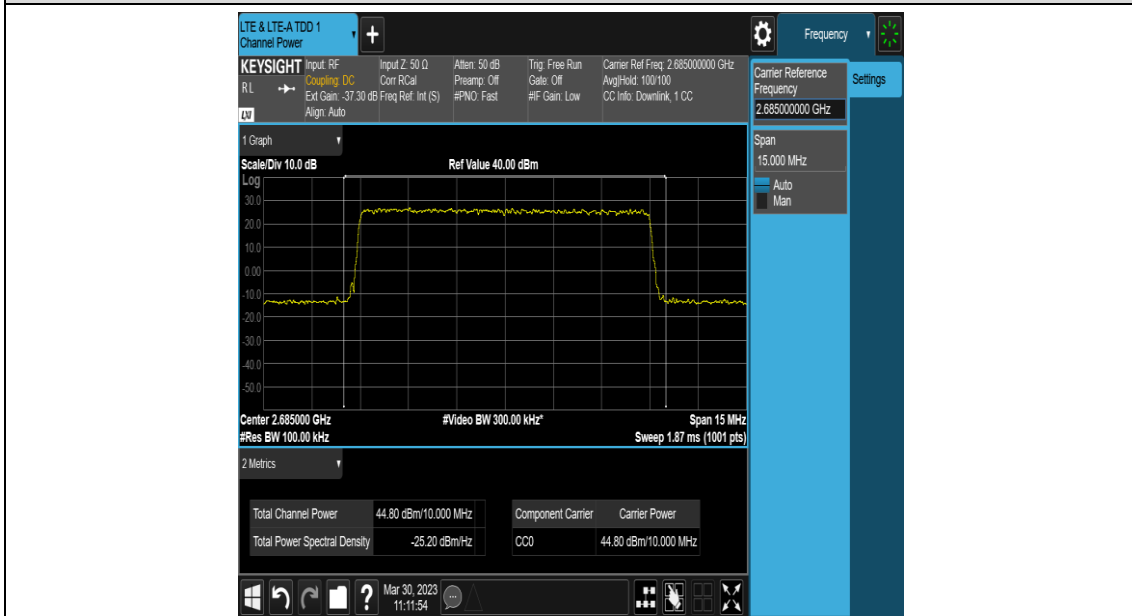 LTE & LTE-A TDD 1
Channel Power
+
Frequency
KEYSIGHT
RL
LXI
Input: RF
Coupling: DC
Ext Gain: -37.30 dB
Align: Auto
Input Z: 50 Ω
Corr RCal
Freq Ref: Int (S)
Atten: 50 dB
Preamp: Off
#PNO: Fast
Trig: Free Run
Gate: Off
#IF Gain: Low
Carrier Ref Freq: 2.685000000 GHz
Avg|Hold: 100/100
CC Info: Downlink, 1 CC
Carrier Reference
Frequency
2.685000000 GHz
Settings
Span
15.000 MHz
Auto
Man
1 Graph
Scale/Div 10.0 dB
Ref Value 40.00 dBm
Log
30.0
20.0
10.0
0.00
-10.0
-20.0
-30.0
-40.0
-50.0
Center 2.685000 GHz
#Video BW 300.00 kHz*
Span 15 MHz
#Res BW 100.00 kHz
Sweep 1.87 ms (1001 pts)
2 Metrics
Total Channel Power 44.80 dBm/10.000 MHz
Total Power Spectral Density -25.20 dBm/Hz
Component Carrier Carrier Power
CC0 44.80 dBm/10.000 MHz
?
Mar 30, 2023
11:11:54